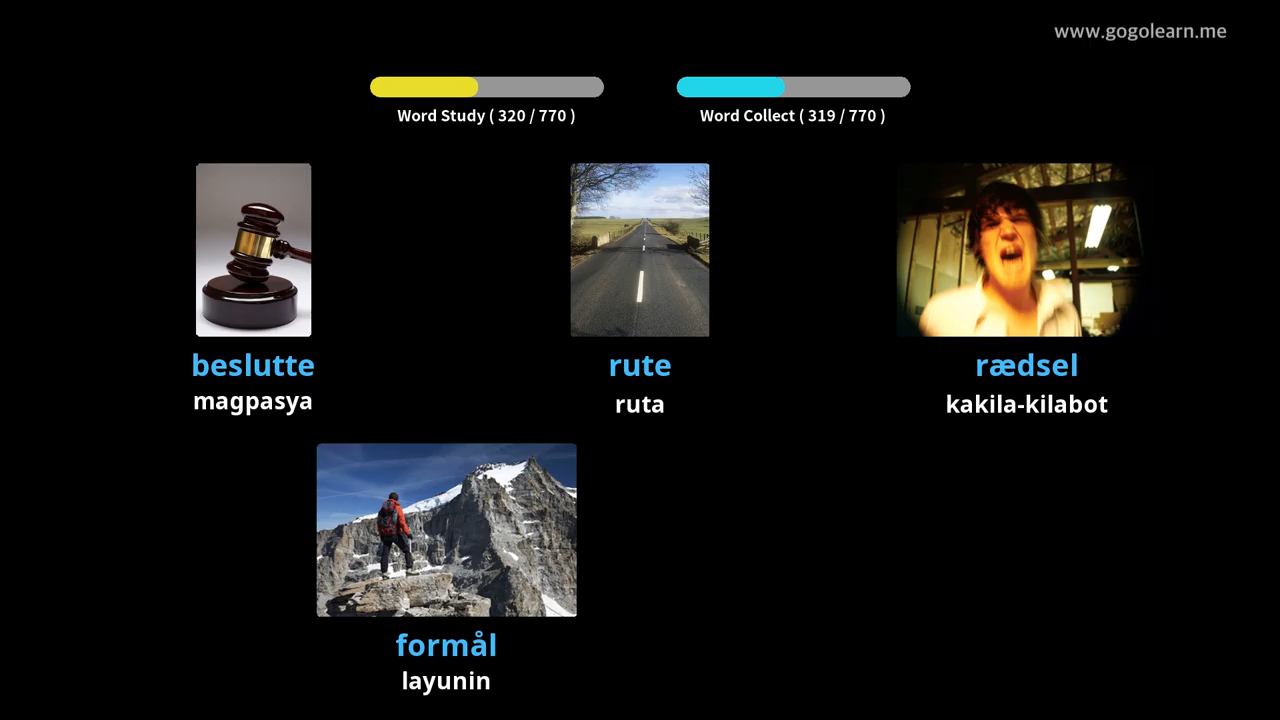 www.gogolearn.me
Word Study ( 320 / 770 )
Word Collect ( 319 / 770 )
beslutte
magpasya
rute
ruta
rædsel
kakila-kilabot
formål
layunin